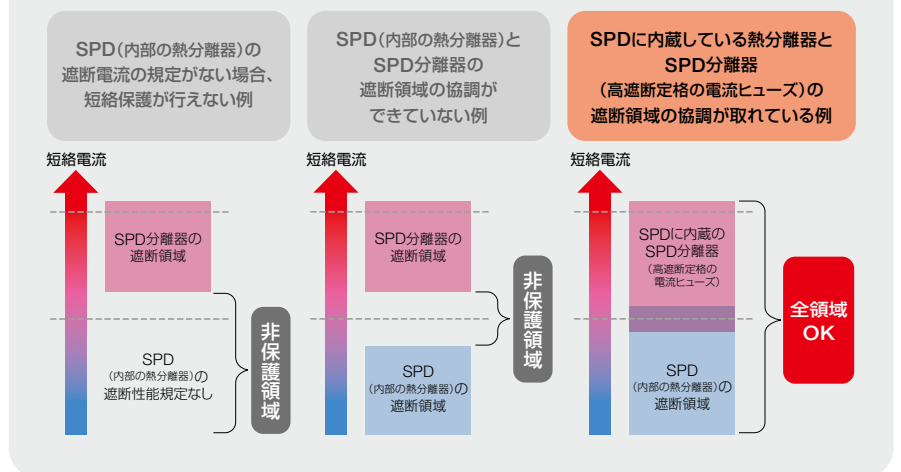 SPD（内部の熱分離器）の
遮断電流の規定がない場合、
短絡保護が行えない例
SPD（内部の熱分離器）と
SPD分離器の
遮断領域の協調が
できていない例
SPDに内蔵している熱分離器と
SPD分離器
（高遮断定格の電流ヒューズ）の
遮断領域の協調が取れている例
短絡電流
SPD分離器の
遮断領域
SPD
（内部の熱分離器）の
遮断性能規定なし
非保護領域
短絡電流
SPD分離器の
遮断領域
SPD
（内部の熱分離器）の
遮断領域
非保護領域
短絡電流
SPDに内蔵の
SPD分離器
（高遮断定格の
電流ヒューズ）
SPD
（内部の熱分離器）の
遮断領域
全領域
OK